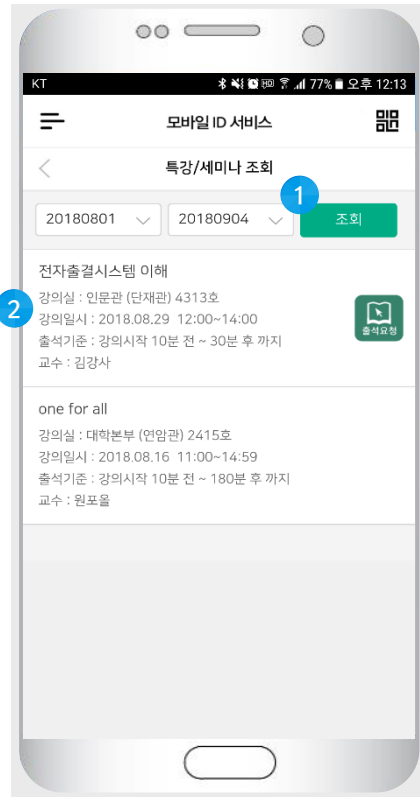 KT HD 77% 오후 12:13
모바일 ID 서비스
특강/세미나 조회
1
20180801 20180904 조회
전자출결시스템 이해
2 강의실 : 인문관 (단재관) 4313호
강의일시 : 2018.08.29 12:00~14:00
출석요청
출석기준 : 강의시작 10분 전 ~ 30분 후 까지
교수 : 김강사
one for all
강의실 : 대학본부 (연암관) 2415호
강의일시 : 2018.08.16 11:00~14:59
출석기준 : 강의시작 10분 전 ~ 180분 후 까지
교수 : 원포올